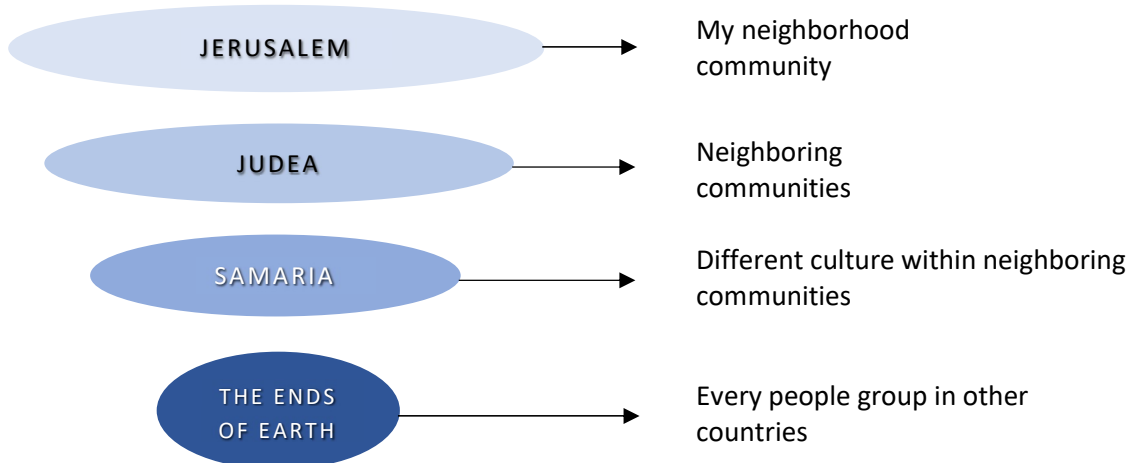 JERUSALEM
My neighborhood
community
JUDEA
Neighboring
communities
SAMARIA
Different culture within neighboring
communities
THE ENDS
OF EARTH
Every people group in other
countries